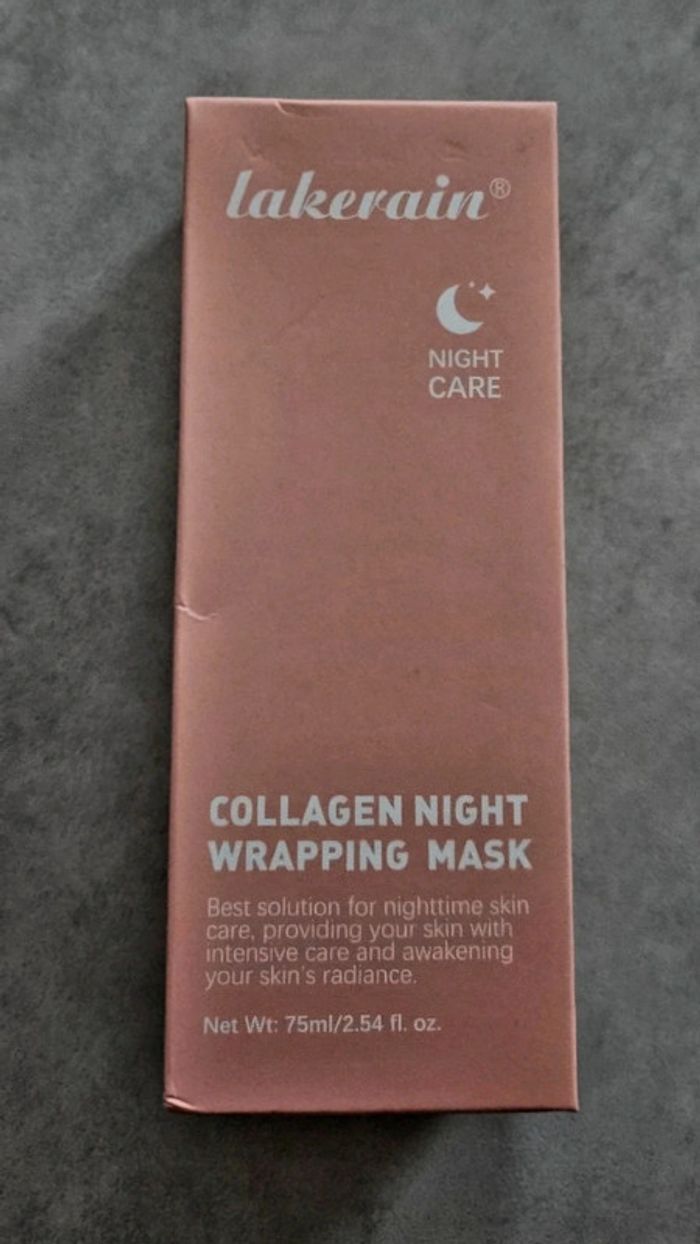 lakerain®
NIGHT
CARE
COLLAGEN NIGHT
WRAPPING MASK
Best solution for nighttime skin
care, providing your skin with
intensive care and awakening
your skin's radiance.
Net Wt: 75ml/2.54 fl. oz.